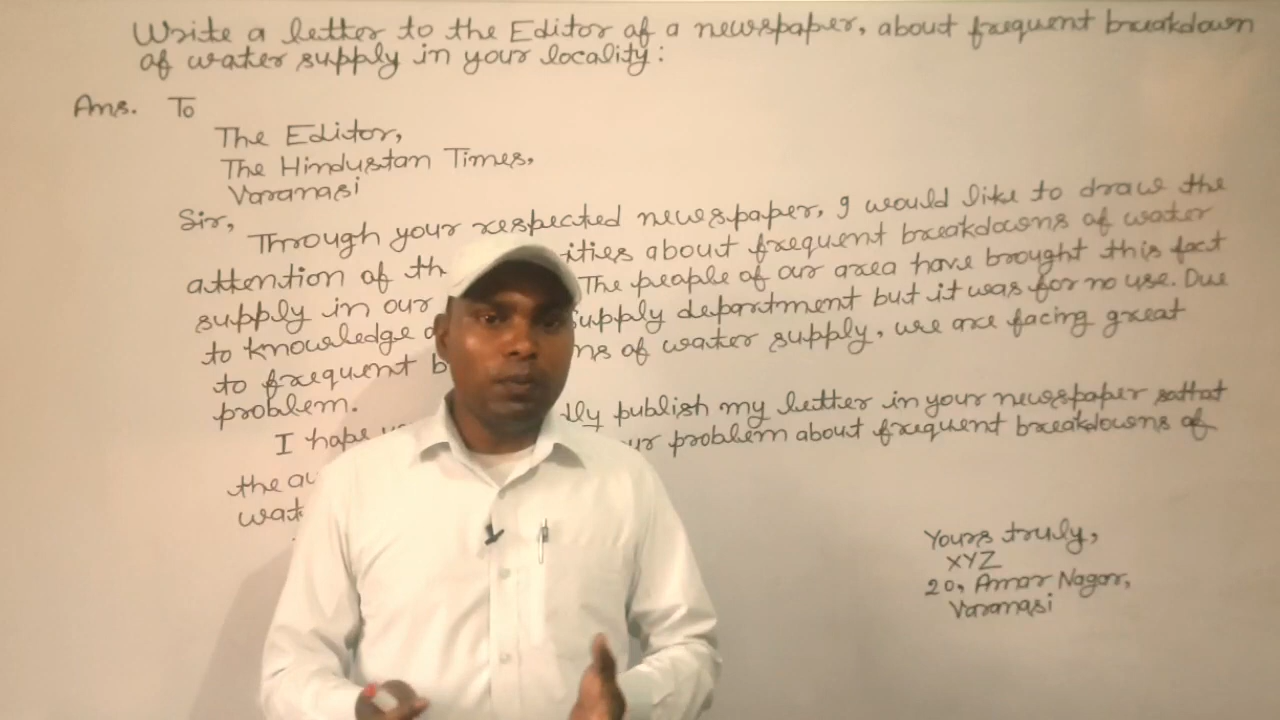 Write a letter to the Editor of a newspaper, about frequent breakdown
of water supply in your locality:
Ans. To
The Editor,
The Hindustan Times,
Varanasi
Sir,
Through your respected newspaper, I would like to draw the
attention of th ities about frequent breakdowns of water
supply in our The people of our area have brought this fact
to knowledge supply department but it was for no use. Due
to frequent b ns of water supply, we are facing great
problem.
I hope dly publish my letter in your newspaper so that
the au ur problem about frequent breakdowns of
wat
Yours truly,
XYZ
20, Amar Nagar,
Varanasi